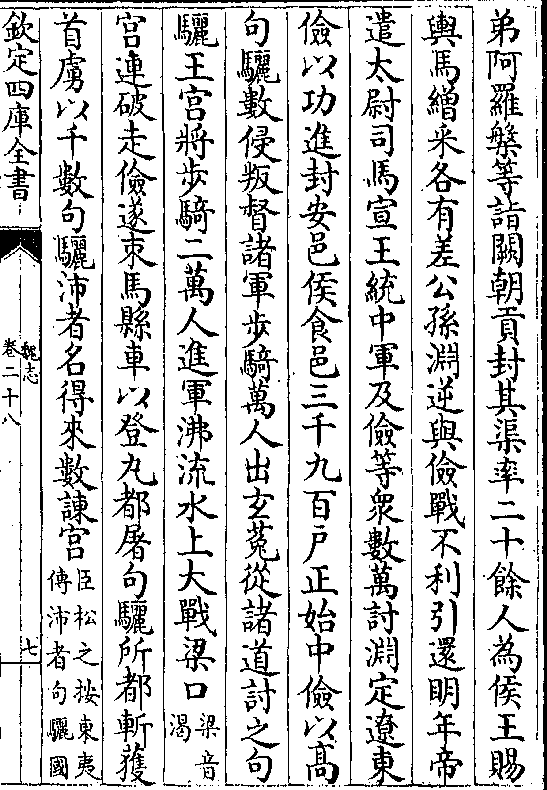 弟阿羅槃等詣闕朝貢封其渠率二十餘人為侯王賜
輿馬繒采各有差公孫淵逆與儉戰不利引還明年帝
遣太尉司馬宣王統中軍及儉等衆數萬討淵定遼東
儉以功進封安邑侯食邑三千九百戶正始中儉以高
句驪數侵叛督諸軍步騎萬人出玄菟從諸道討之句
驪王宮將步騎二萬人進軍沸流水上大戰梁口梁音渴
宮連破走儉遂束馬縣車以登丸都屠句驪所都斬獲
首虜以千數句驪沛者名得來數諫宮臣松之按東夷傳沛者句驪國
欽定四庫全書
魏志
卷二十八
七